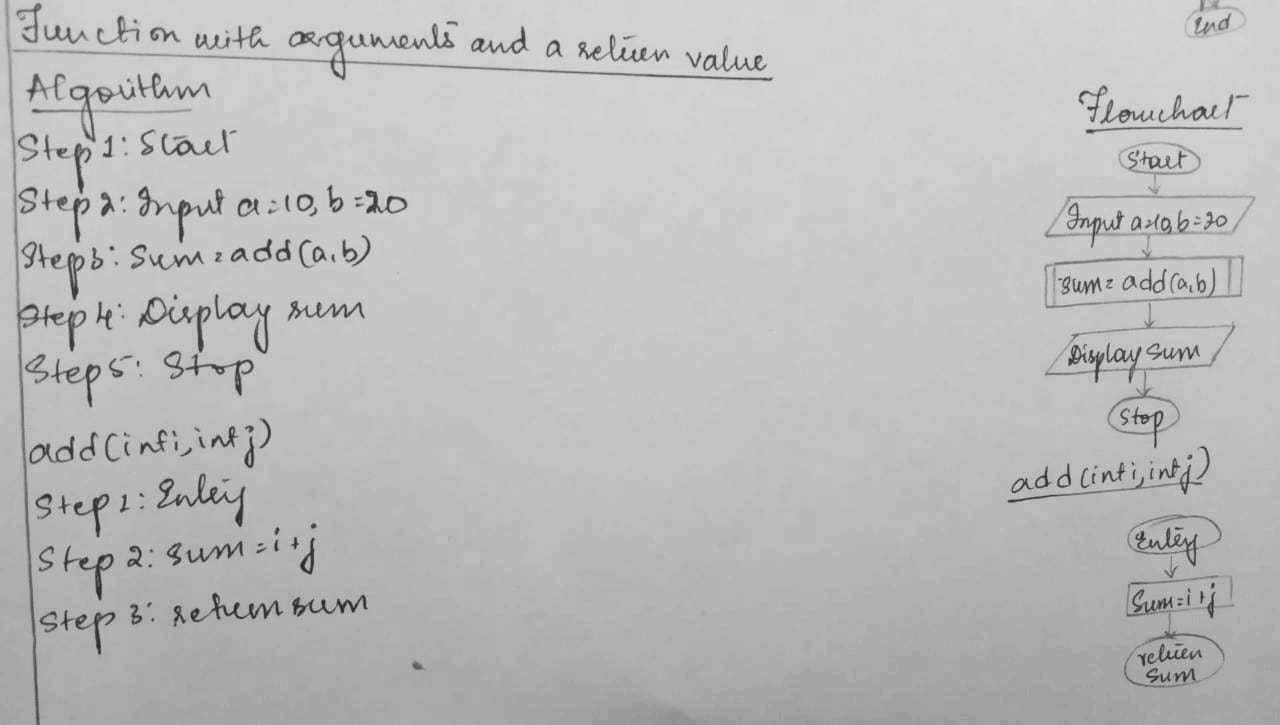 End
Function with arguments and a return value
Algorithm
Step 1: Start
Step 2: Input a=10, b=20
Step 3: Sum = add(a,b)
Step 4: Display sum
Step 5: Stop
add(int i, int j)
Step 1: Entry
Step 2: sum = i+j
Step 3: return sum
Flowchart
Start
Input a=10, b=20
sum = add(a,b)
Display sum
Stop
add(int i, int j)
Entry
Sum = i+j
return
sum